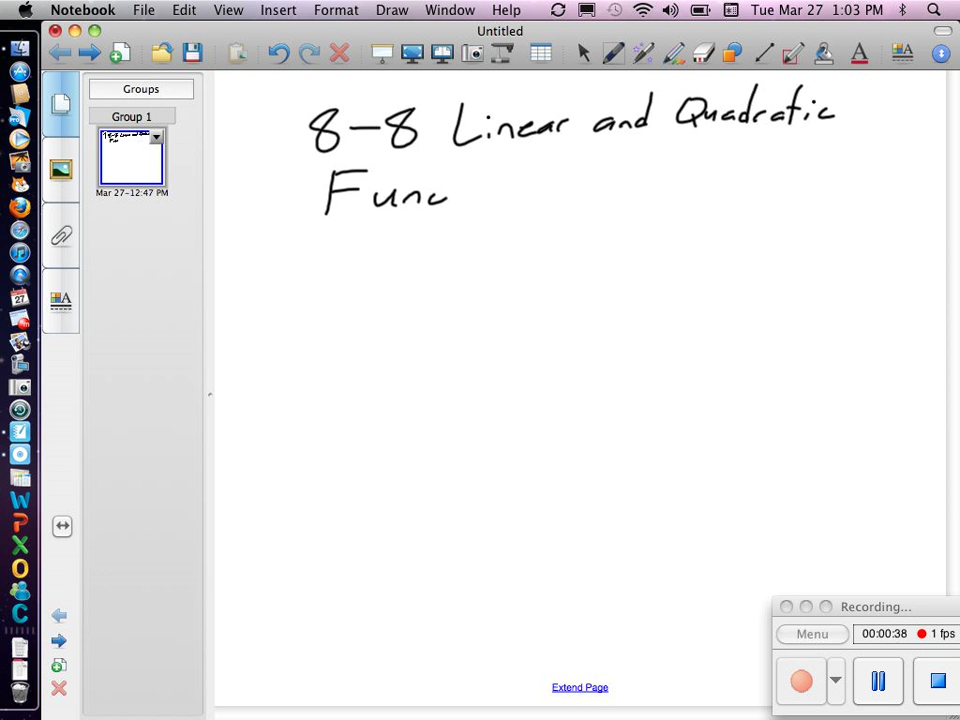 Notebook File Edit View Insert Format Draw Window Help Tue Mar 27 1:03 PM
Untitled
Groups
Group 1
Mar 27-12:47 PM
8-8 Linear and Quadratic
Func
Extend Page
Recording...
Menu 00:00:38 1 fps